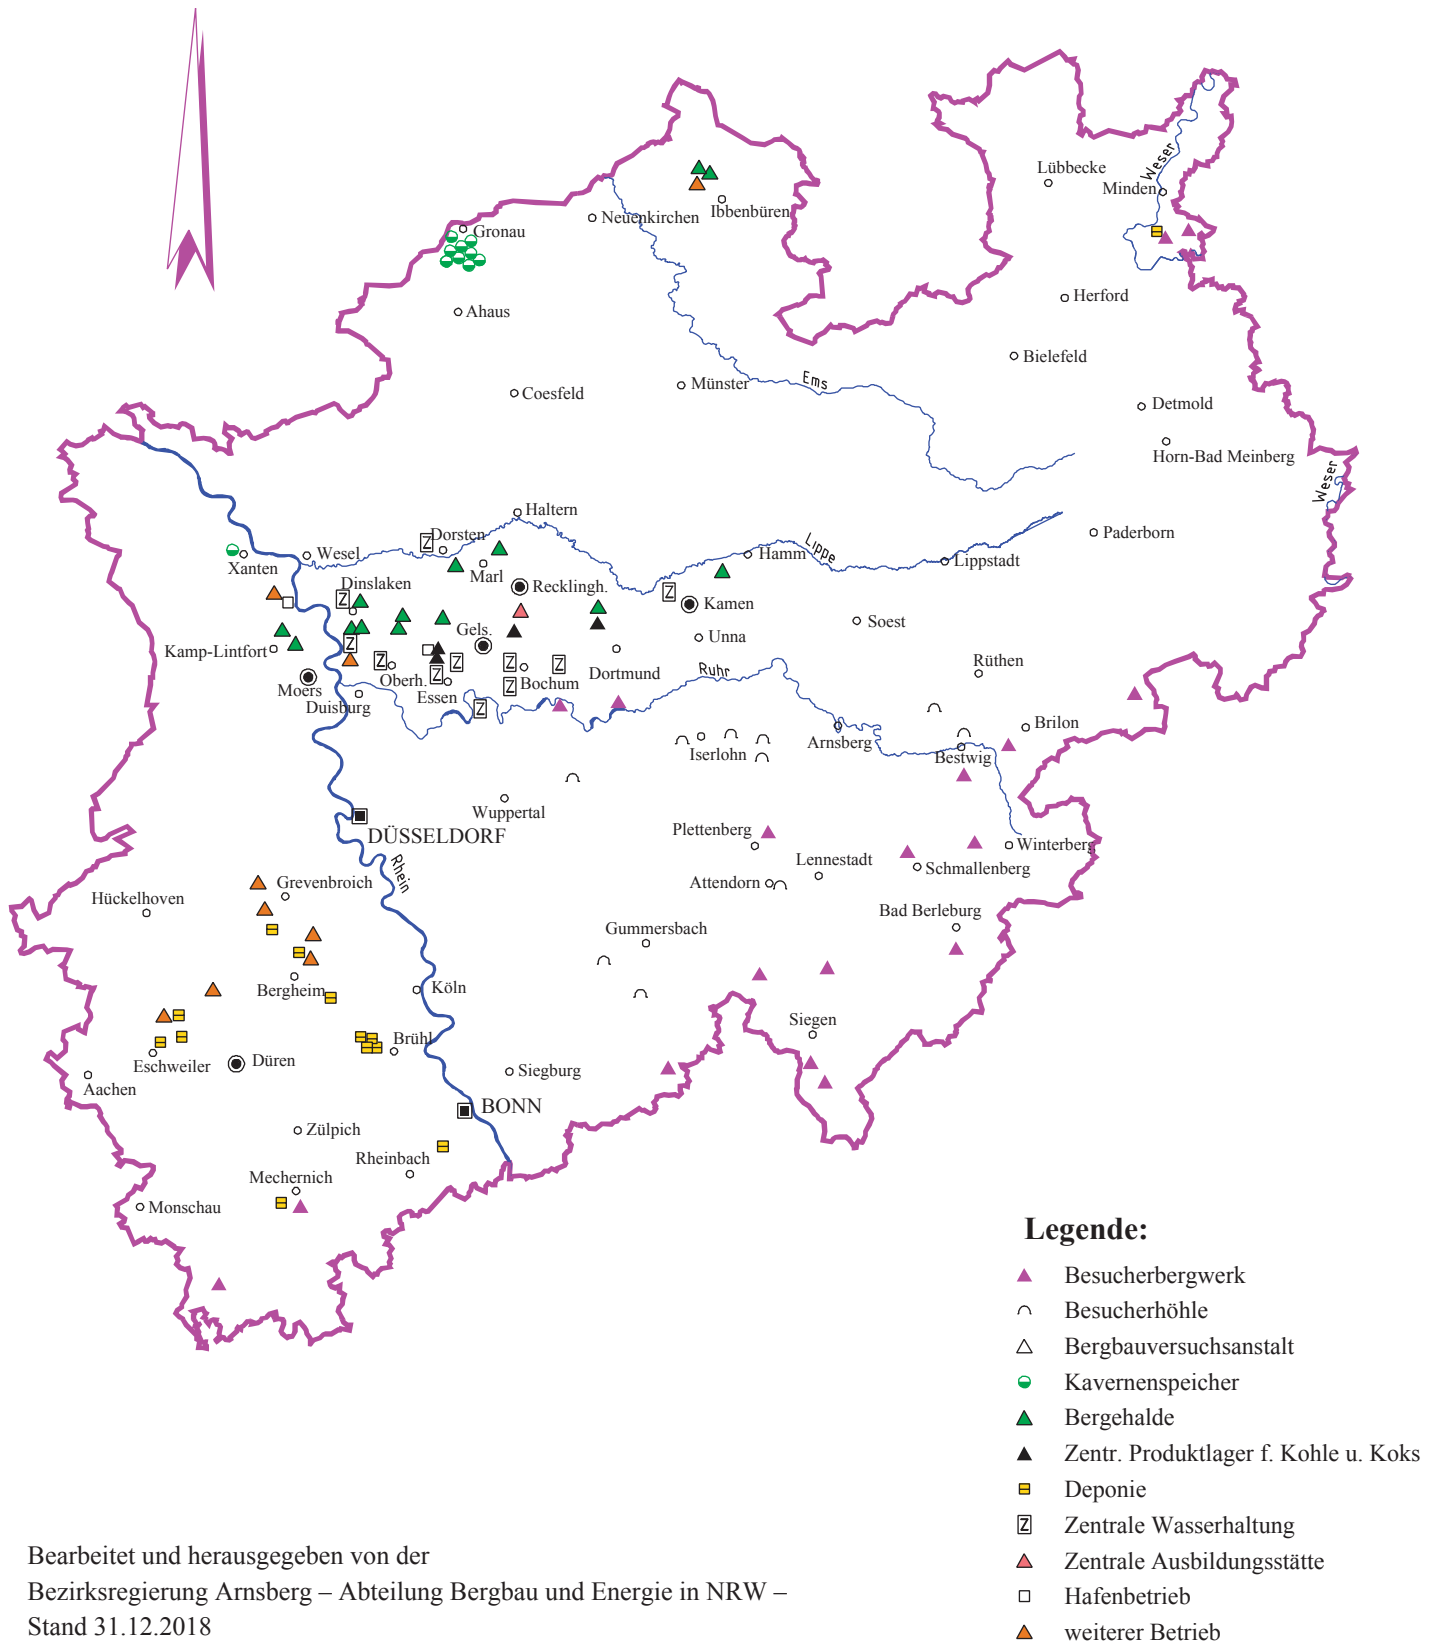 Lübbecke
Weser
Minden
Neuenkirchen
Ibbenbüren
Gronau
Herford
Ahaus
Bielefeld
Ems
Münster
Coesfeld
Detmold
Horn-Bad Meinberg
Weser
Haltern
Dorsten
Paderborn
Wesel
Hamm
Lippe
Lippstadt
Xanten
Marl
Dinslaken
Recklingh.
Kamen
Soest
Gels.
Unna
Kamp-Lintfort
Rüthen
Ruhr
Dortmund
Oberh.
Bochum
Moers
Essen
Duisburg
Brilon
Arnsberg
Iserlohn
Bestwig
Wuppertal
Plettenberg
DÜSSELDORF
Winterberg
Lennestadt
Rhein
Schmallenberg
Attendorn
Grevenbroich
Hückelhoven
Bad Berleburg
Gummersbach
Bergheim
Köln
Siegen
Brühl
Düren
Eschweiler
Siegburg
Aachen
BONN
Zülpich
Rheinbach
Mechernich
Monschau
Z
Z
Z
Z
Z
Z
Z
Z
Z
Z
Z
Legende:
Besucherbergwerk
Besucherhöhle
Bergbauversuchsanstalt
Kavernenspeicher
Bergehalde
Zentr. Produktlager f. Kohle u. Koks
Deponie
Z Zentrale Wasserhaltung
Zentrale Ausbildungsstätte
Hafenbetrieb
weiterer Betrieb
Bearbeitet und herausgegeben von der
Bezirksregierung Arnsberg – Abteilung Bergbau und Energie in NRW –
Stand 31.12.2018